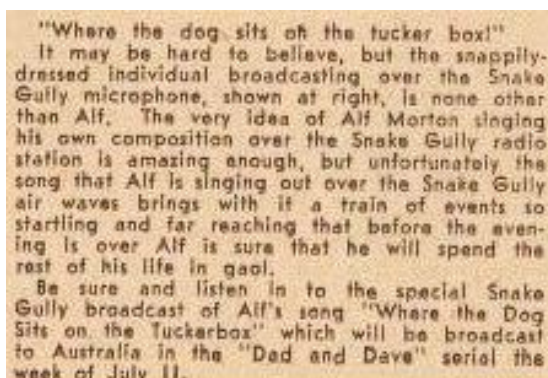 "Where the dog sits on the tucker box!"
It may be hard to believe, but the snappily-
dressed individual broadcasting over the Snake
Gully microphone, shown at right, is none other
than Alf. The very idea of Alf Morton singing
his own composition over the Snake Gully radio
station is amazing enough, but unfortunately the
song that Alf is singing out over the Snake Gully
air waves brings with it a train of events so
startling and far reaching that before the even-
ing is over Alf is sure that he will spend the
rest of his life in gaol.
Be sure and listen in to the special Snake
Gully broadcast of Alf's song "Where the Dog
Sits on the Tuckerbox" which will be broadcast
to Australia in the "Dad and Dave" serial the
week of July 11.